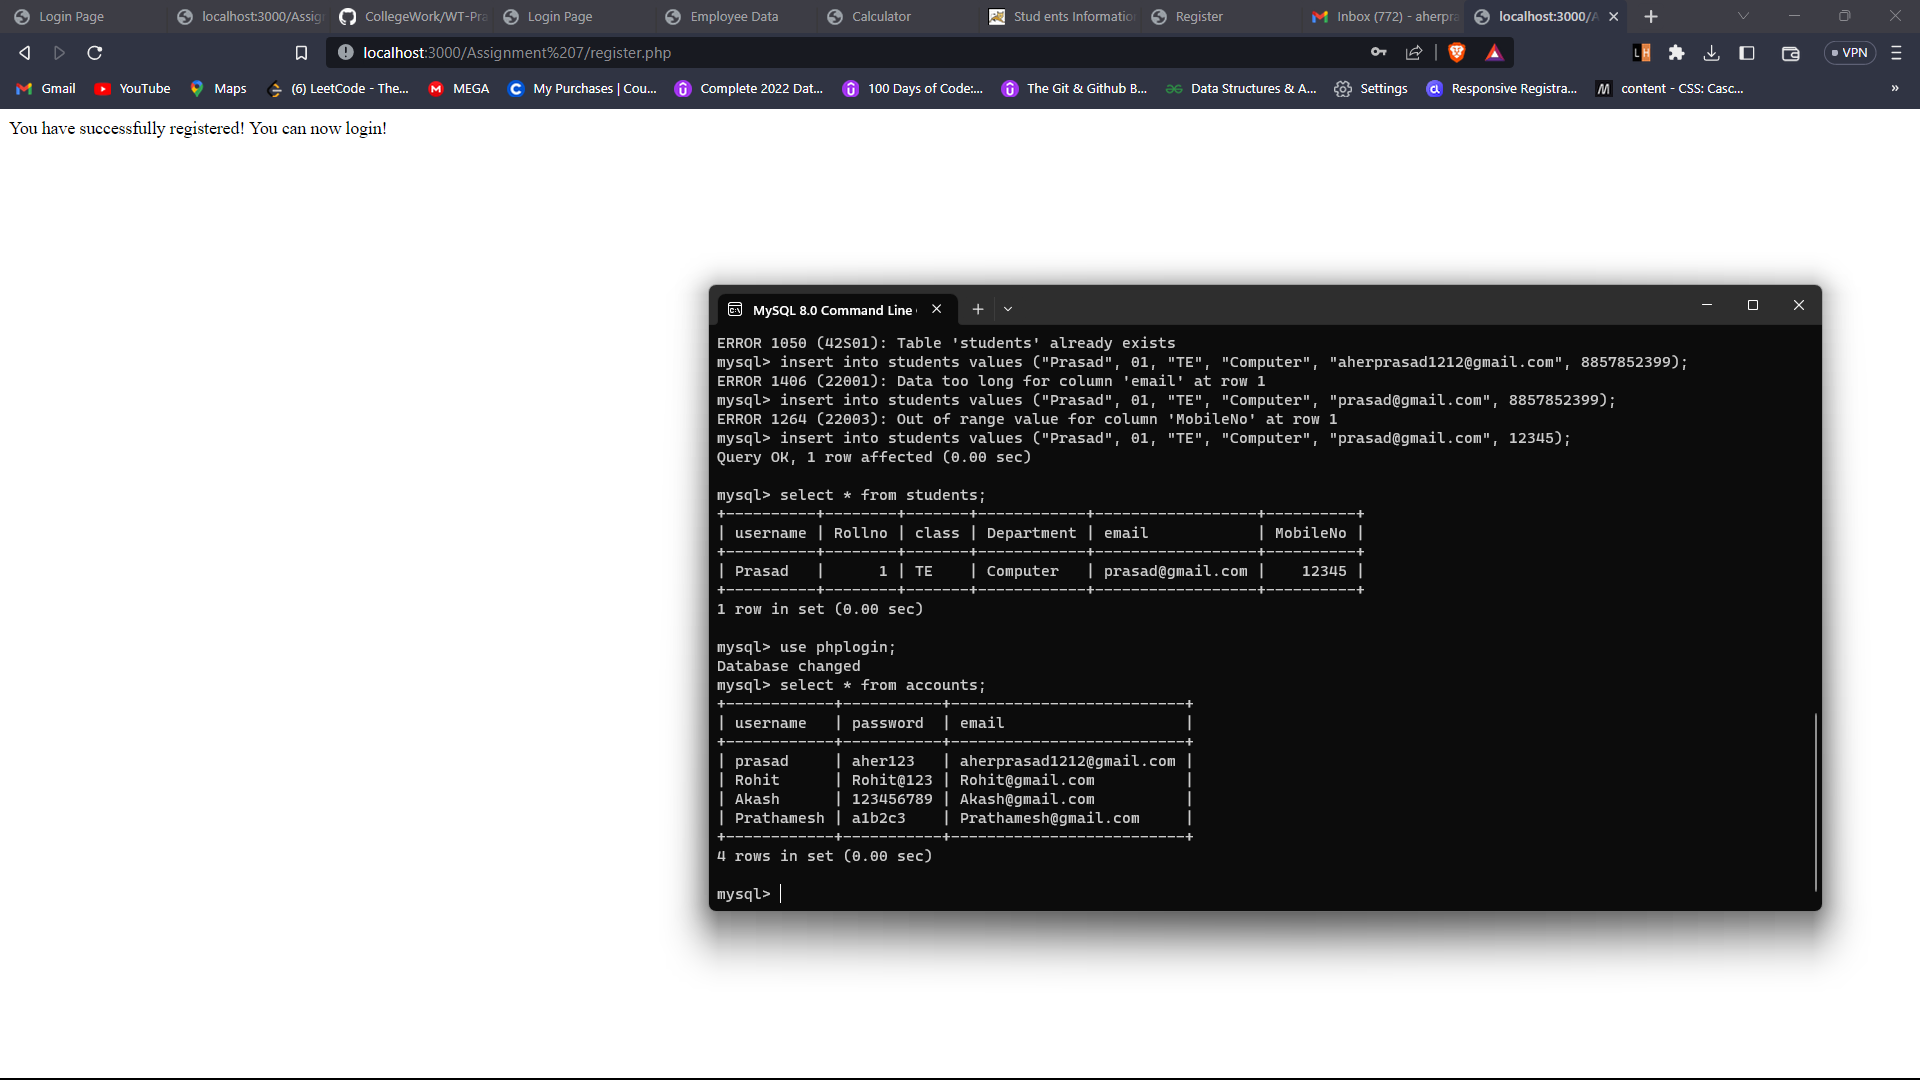 Login Page
localhost:3000/Assig
CollegeWork/WT-Pra
Login Page
Employee Data
Calculator
Stud ents Informatio
Register
Inbox (772) - aherpra
localhost:3000/A
localhost:3000/Assignment%207/register.php
VPN
Gmail
YouTube
Maps
(6) LeetCode - The...
MEGA
My Purchases | Cou...
Complete 2022 Dat...
100 Days of Code:...
The Git & Github B...
Data Structures & A...
Settings
Responsive Registra...
content - CSS: Casc...
»
You have successfully registered! You can now login!
MySQL 8.0 Command Line
ERROR 1050 (42S01): Table 'students' already exists
mysql> insert into students values ("Prasad", 01, "TE", "Computer", "aherprasad1212@gmail.com", 8857852399);
ERROR 1406 (22001): Data too long for column 'email' at row 1
mysql> insert into students values ("Prasad", 01, "TE", "Computer", "prasad@gmail.com", 8857852399);
ERROR 1264 (22003): Out of range value for column 'MobileNo' at row 1
mysql> insert into students values ("Prasad", 01, "TE", "Computer", "prasad@gmail.com", 12345);
Query OK, 1 row affected (0.00 sec)
mysql> select * from students;
+----------+--------+-------+------------+------------------+----------+
| username | Rollno | class | Department | email            | MobileNo |
+----------+--------+-------+------------+------------------+----------+
| Prasad   |      1 | TE    | Computer   | prasad@gmail.com |    12345 |
+----------+--------+-------+------------+------------------+----------+
1 row in set (0.00 sec)
mysql> use phplogin;
Database changed
mysql> select * from accounts;
+------------+-----------+--------------------------+
| username   | password  | email                    |
+------------+-----------+--------------------------+
| prasad     | aher123   | aherprasad1212@gmail.com |
| Rohit      | Rohit@123 | Rohit@gmail.com          |
| Akash      | 123456789 | Akash@gmail.com          |
| Prathamesh | a1b2c3    | Prathamesh@gmail.com     |
+------------+-----------+--------------------------+
4 rows in set (0.00 sec)
mysql>